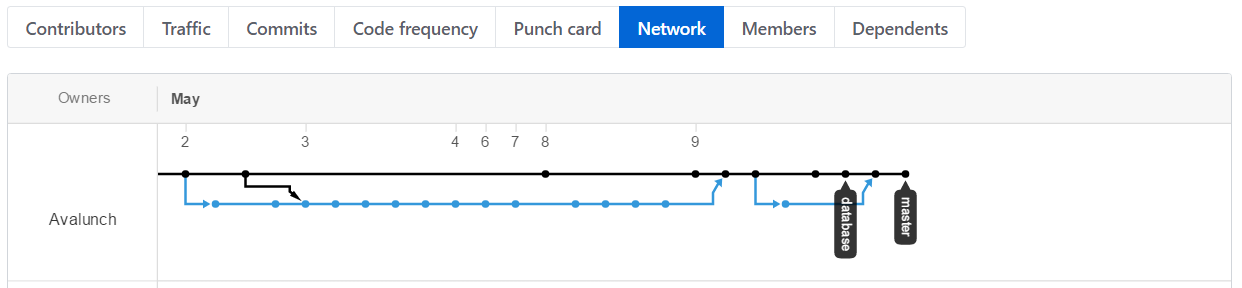 Contributors Traffic Commits Code frequency Punch card Network Members Dependents
Owners May
2 3 4 6 7 8 9
Avalunch
database
master